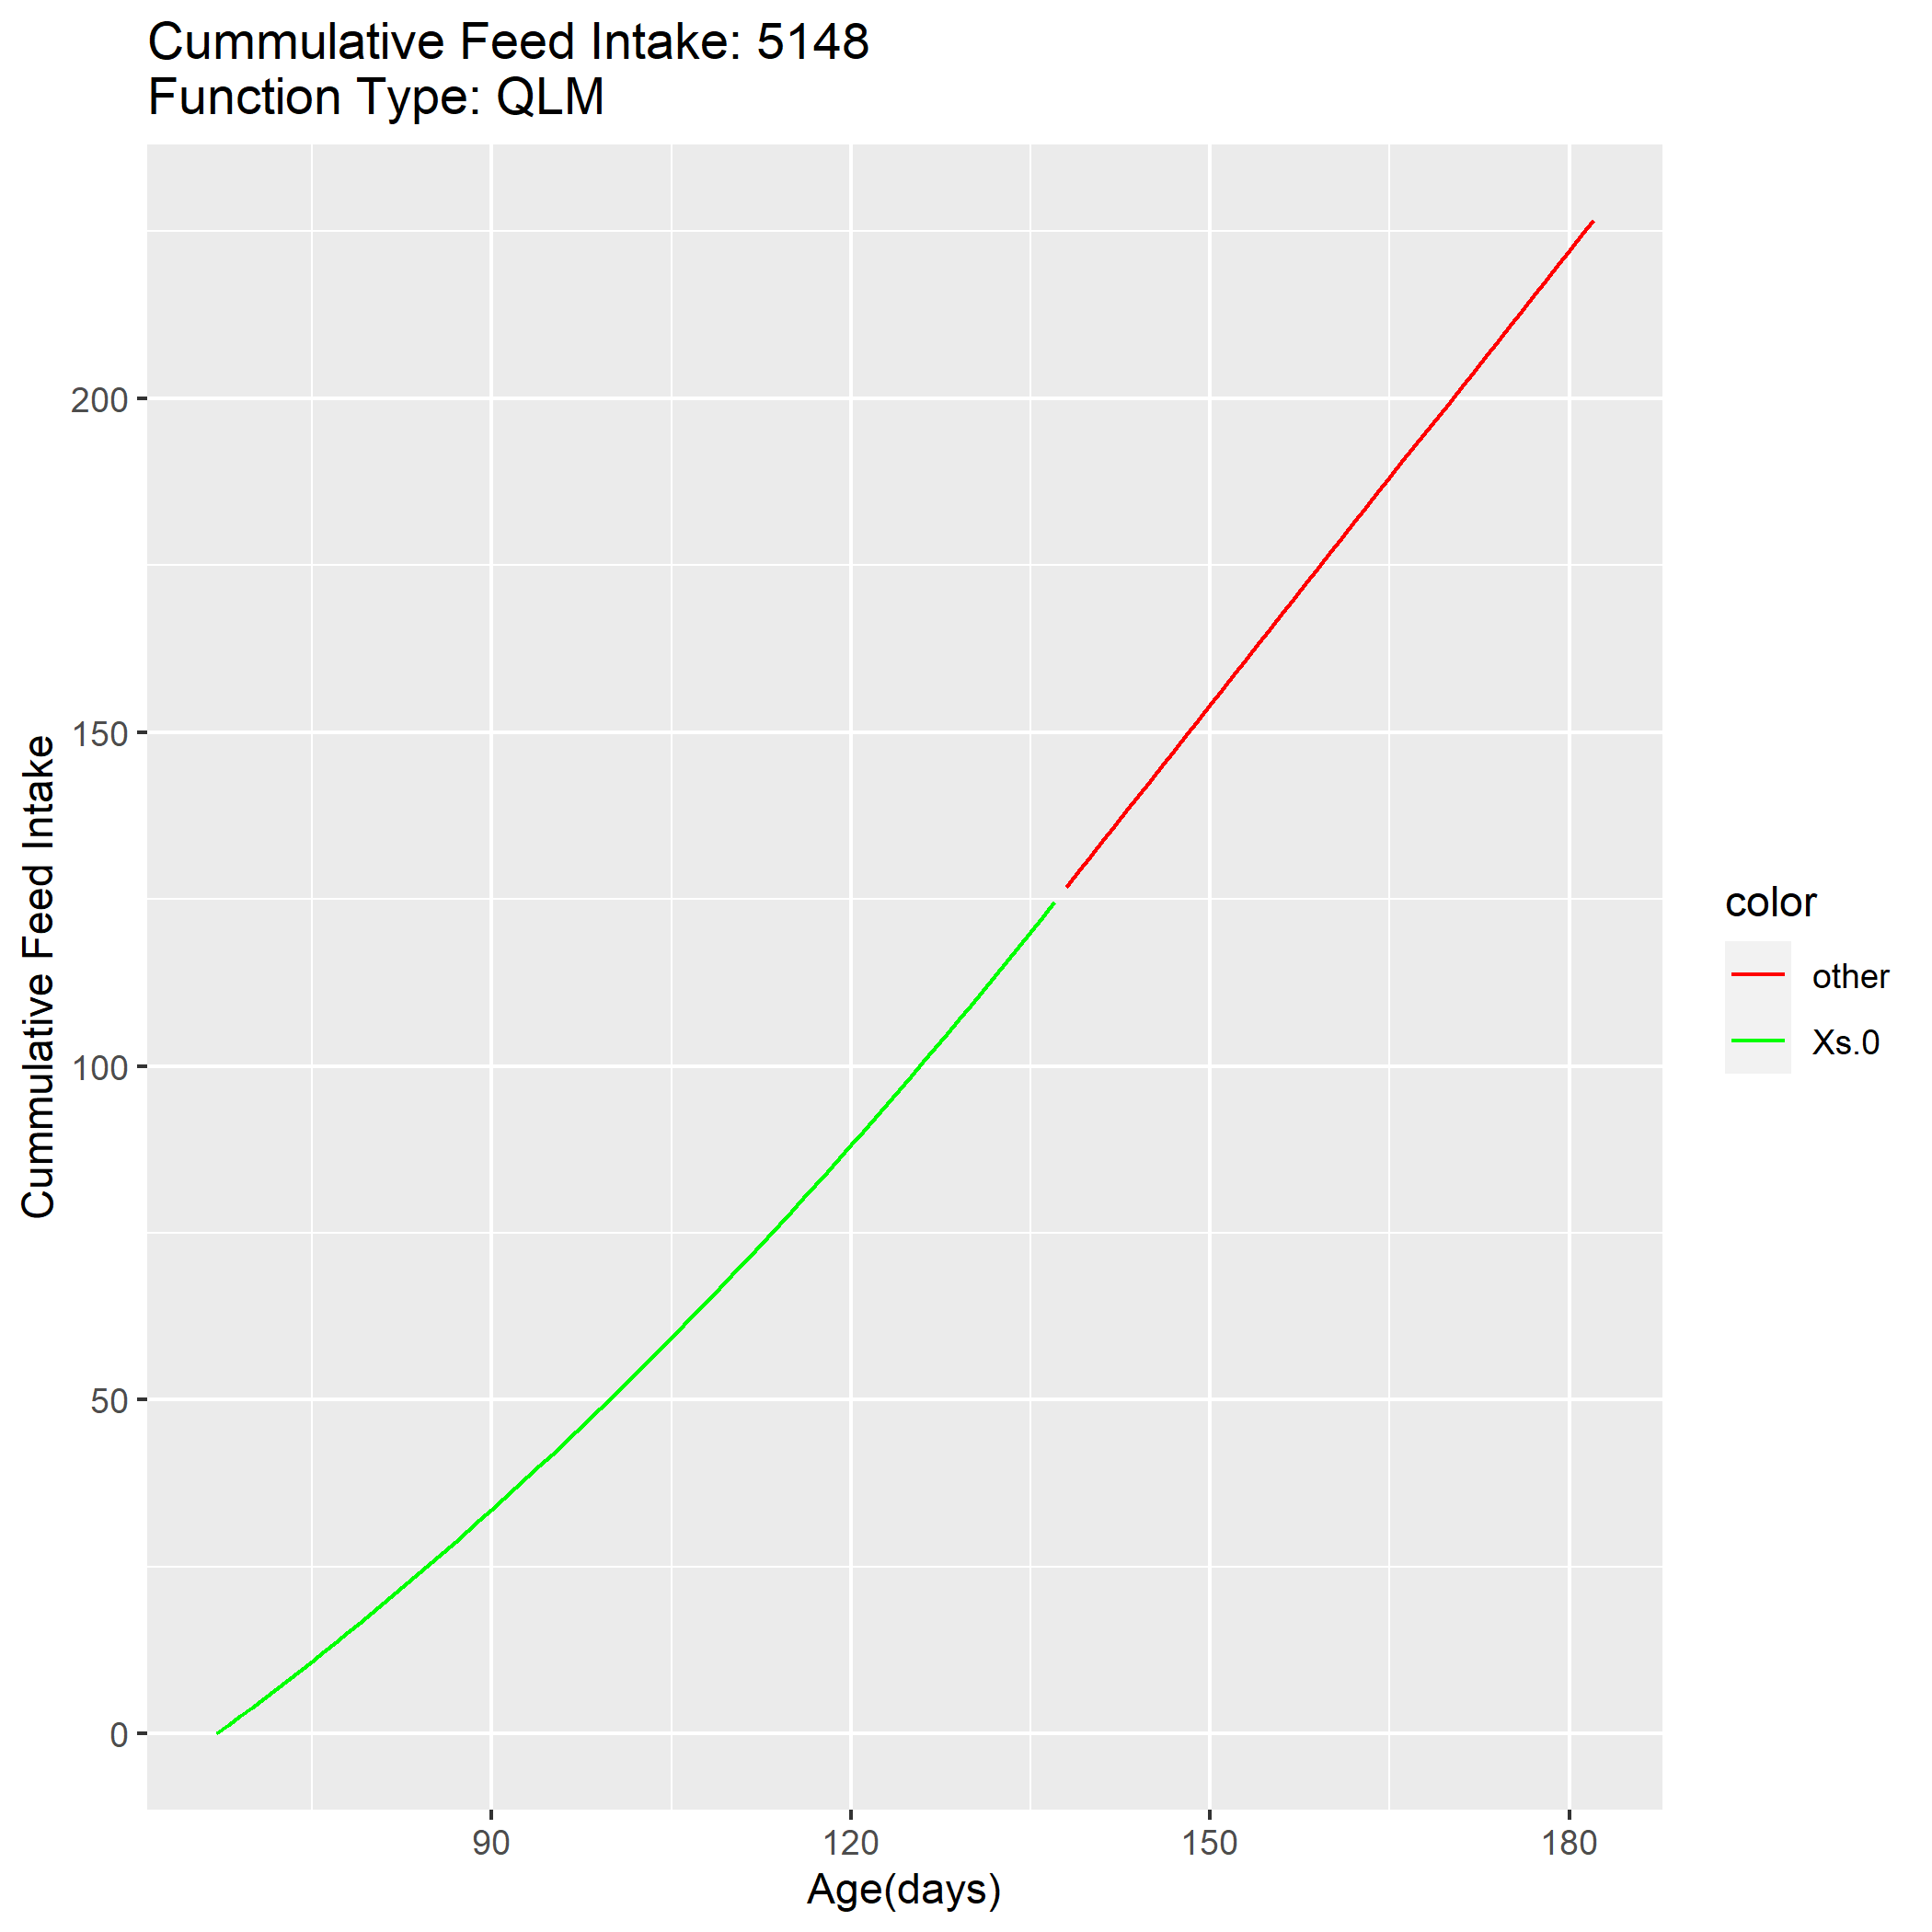 Cummulative Feed Intake: 5148
Function Type: QLM
Cummulative Feed Intake
200
150
100
50
0
90
120
150
180
Age(days)
color
other
Xs.0